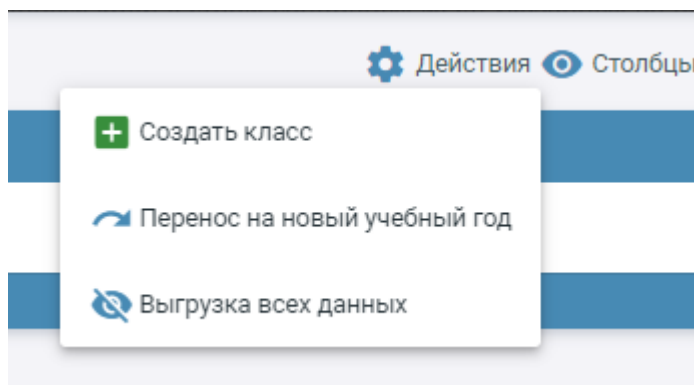 Действия Столбцы
Создать класс
Перенос на новый учебный год
Выгрузка всех данных